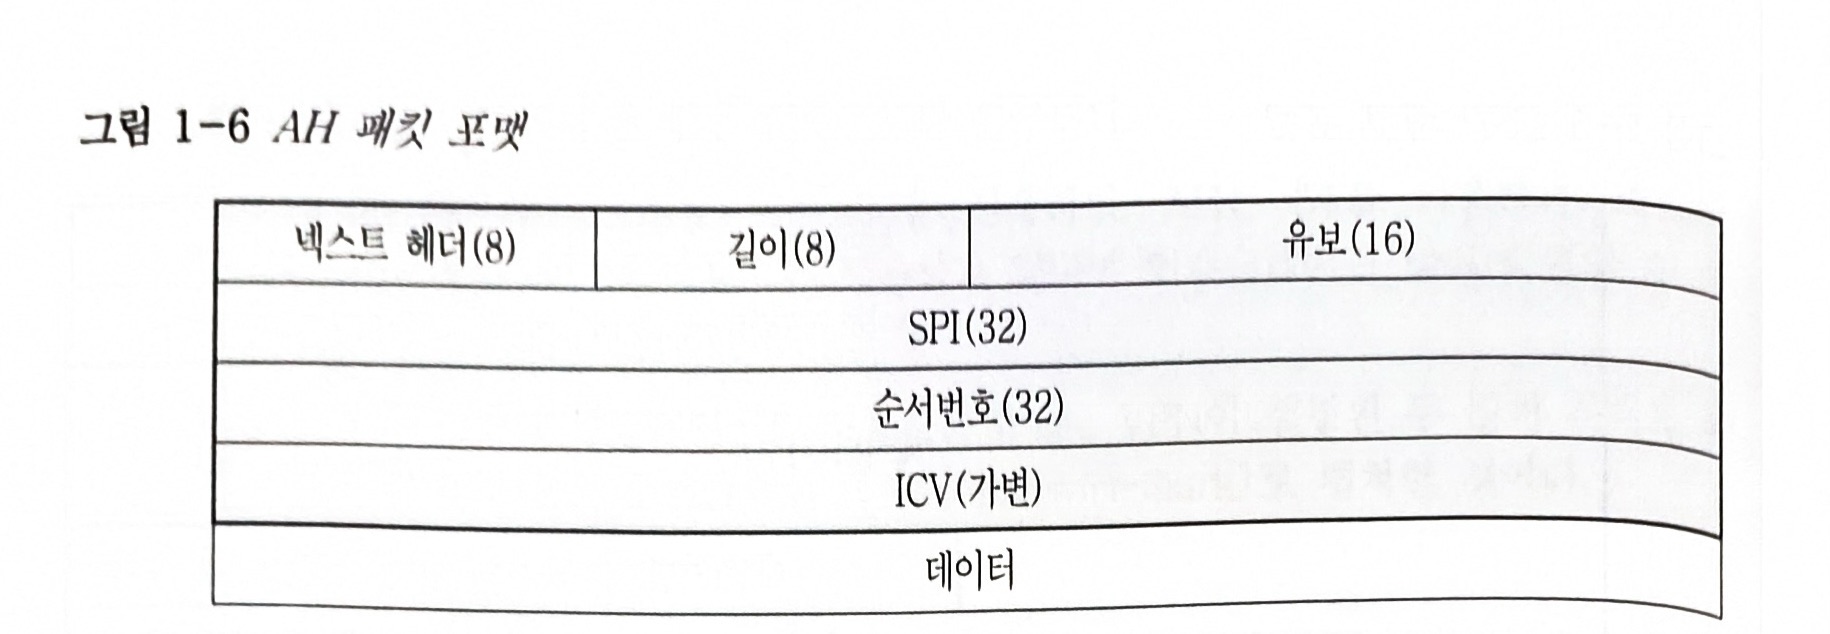 그림 1-6 AH 패킷 포맷
넥스트 헤더(8) 길이(8) 유보(16)
SPI(32)
순서번호(32)
ICV(가변)
데이터